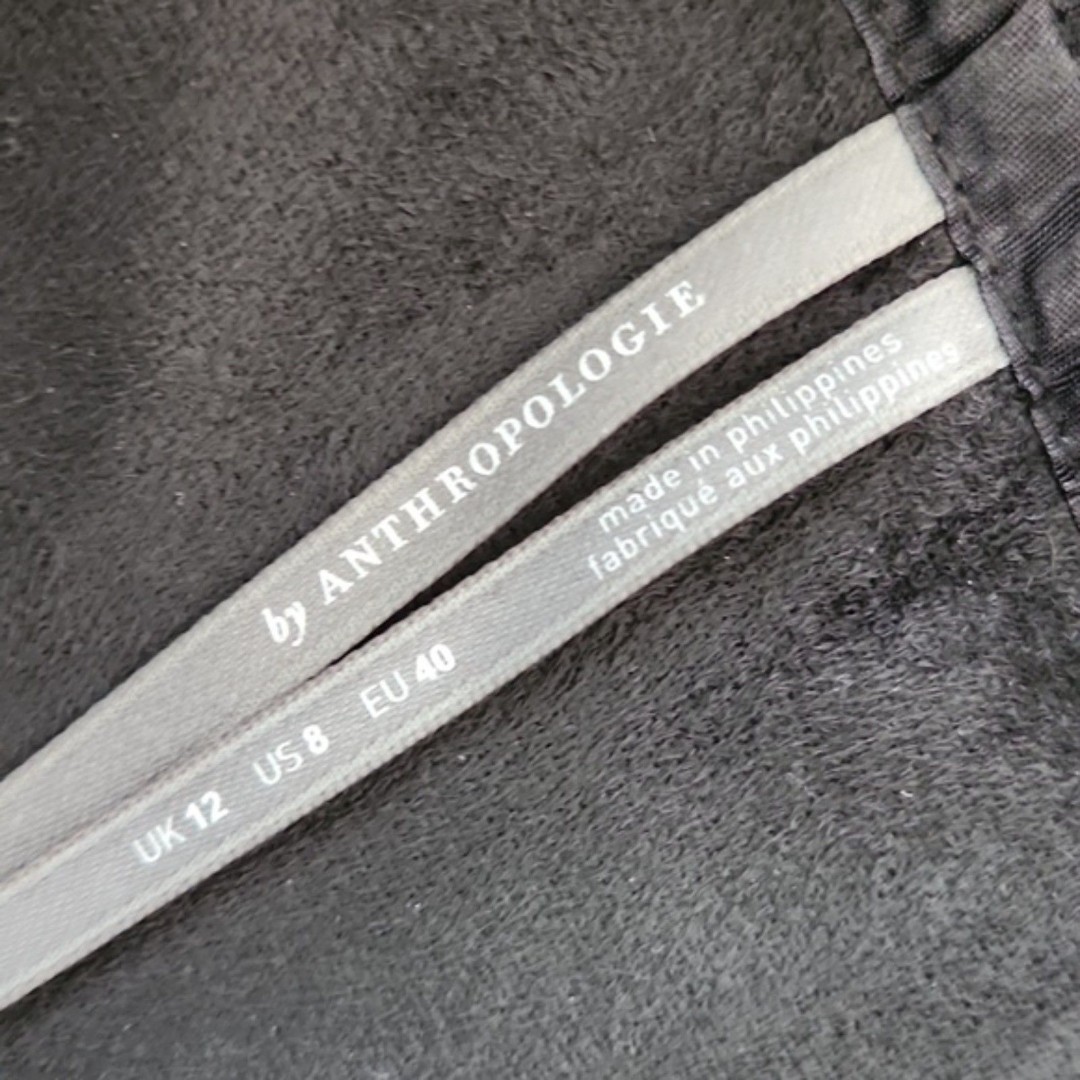 by ANTHROPOLOGIE
made in philippines
fabriqué aux philippines
UK 12 US 8 EU 40